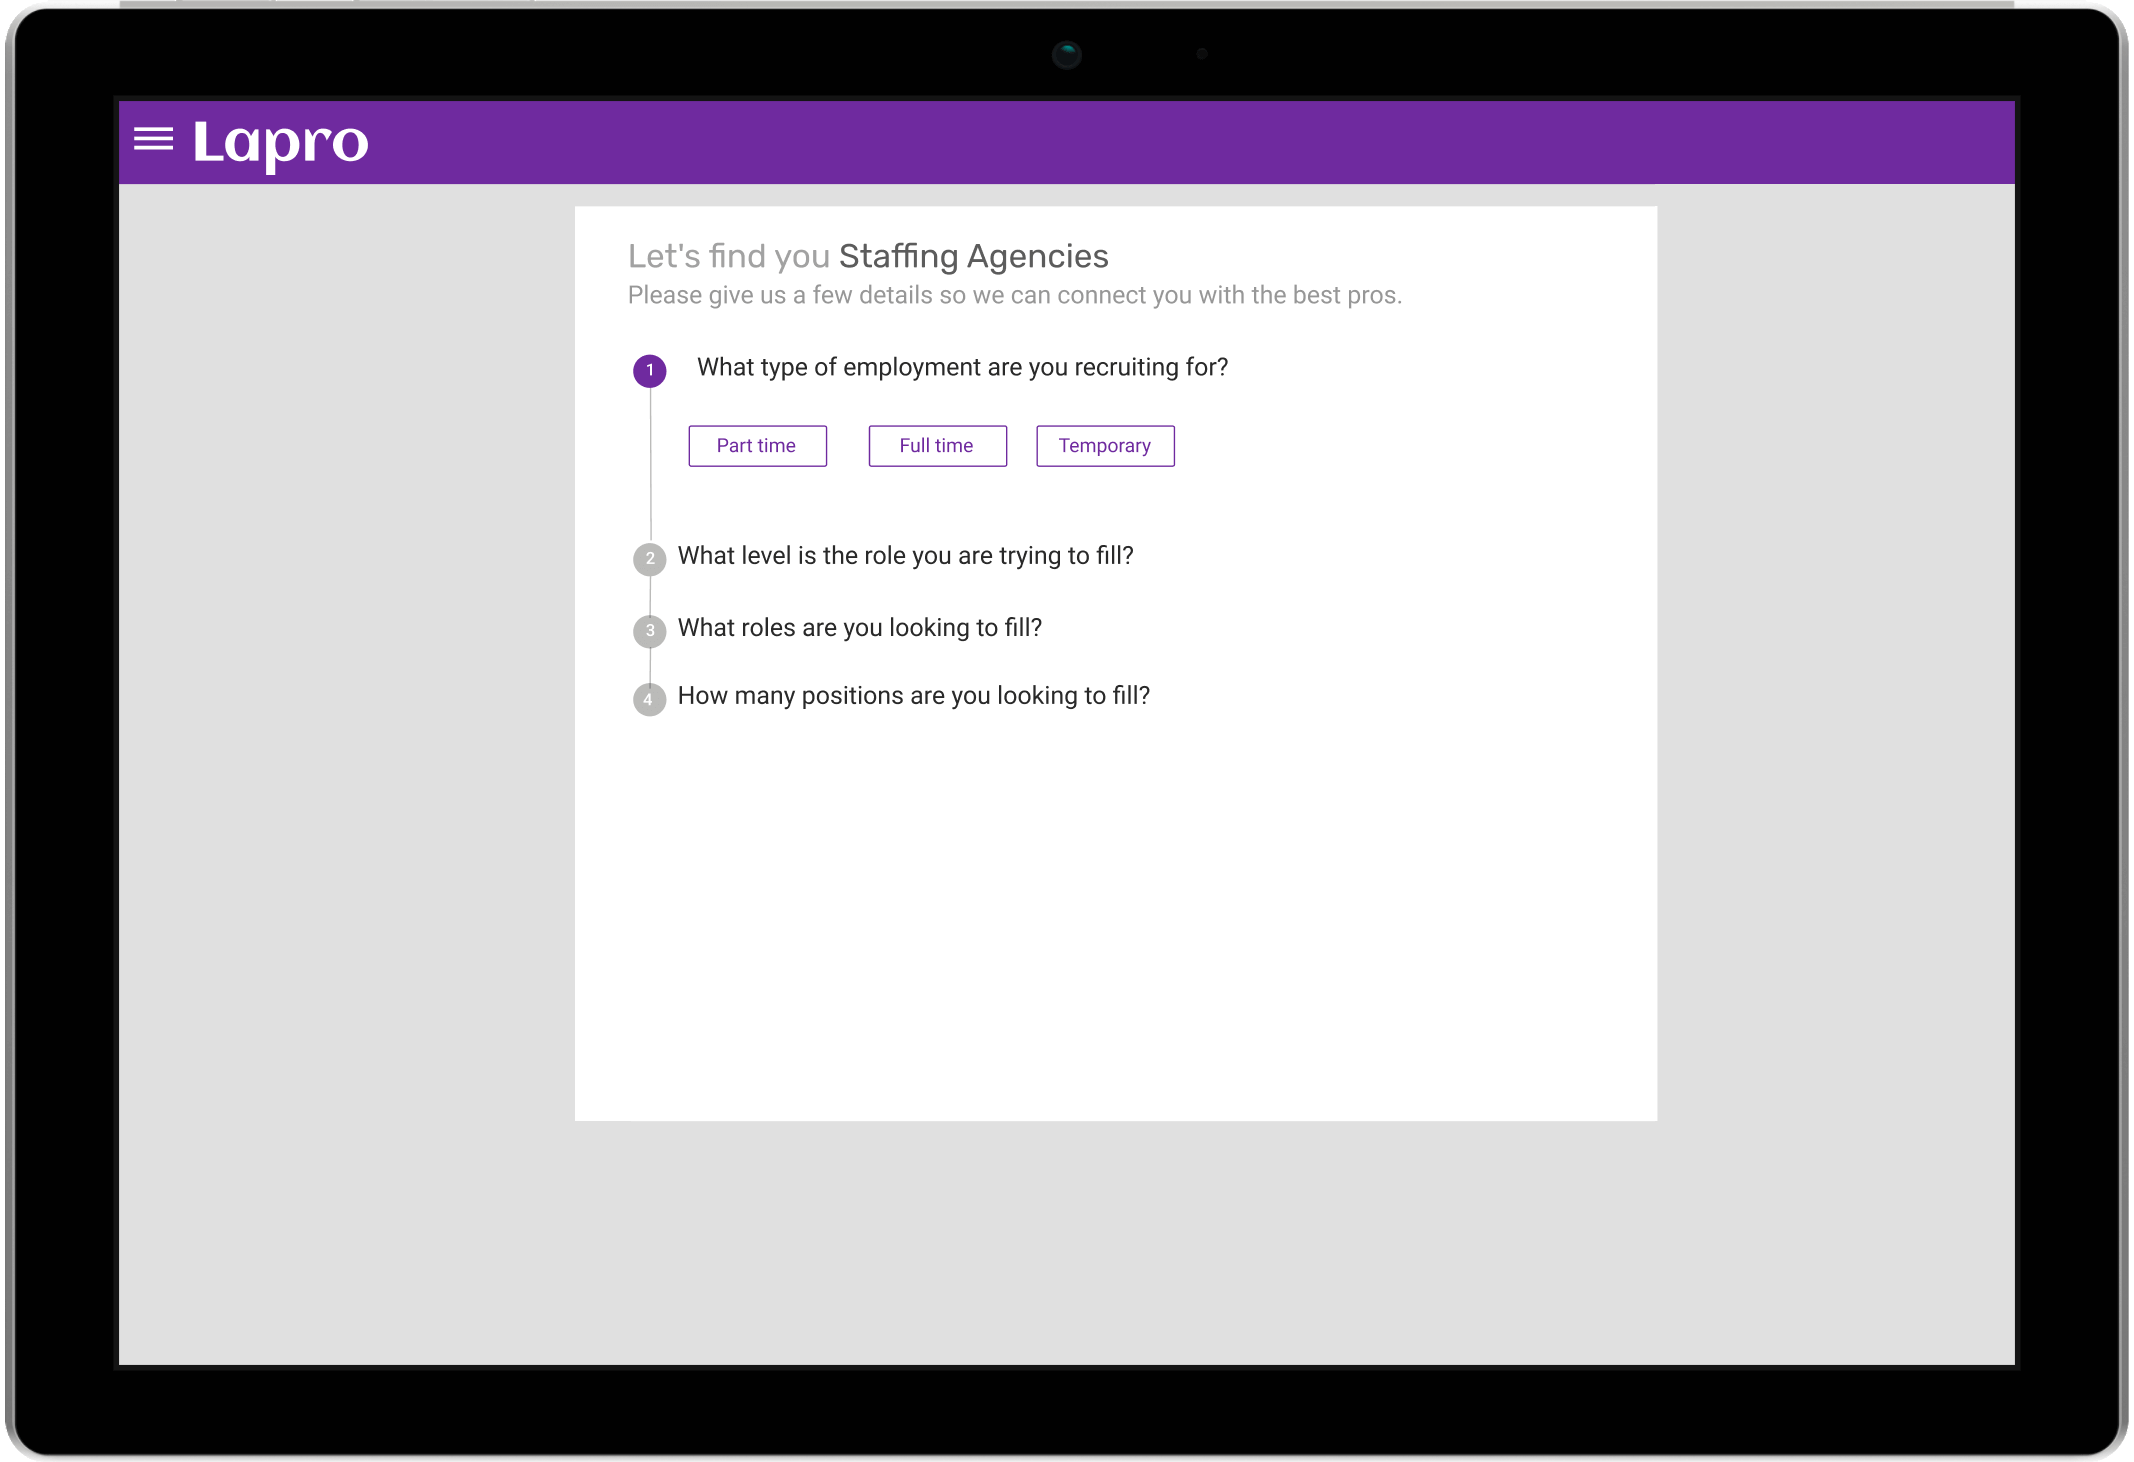 Lapro
Let's find you Staffing Agencies
Please give us a few details so we can connect you with the best pros.
1 What type of employment are you recruiting for?
Part time Full time Temporary
2 What level is the role you are trying to fill?
3 What roles are you looking to fill?
4 How many positions are you looking to fill?